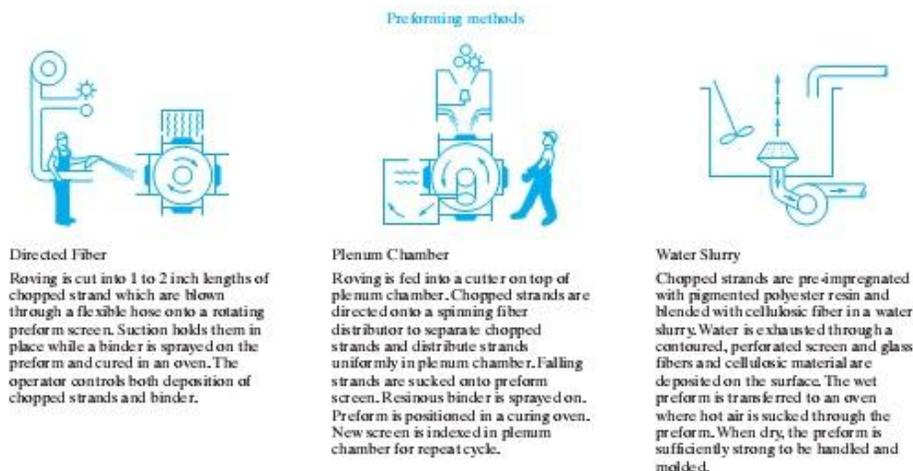 Preforming methods
Directed Fiber
Roving is cut into 1 to 2 inch lengths of
chopped strand which are blown
through a flexible hose onto a rotating
preform screen. Suction holds them in
place while a binder is sprayed on the
preform and cured in an oven. The
operator controls both deposition of
chopped strands and binder.
Plenum Chamber
Roving is fed into a cutter on top of
plenum chamber. Chopped strands are
directed onto a spinning fiber
distributor to separate chopped
strands and distribute strands
uniformly in plenum chamber. Falling
strands are sucked onto preform
screen. Resinous binder is sprayed on.
Preform is positioned in a curing oven.
New screen is indexed in plenum
chamber for repeat cycle.
Water Slurry
Chopped strands are pre-impregnated
with pigmented polyester resin and
blended with cellulosic fiber in a water
slurry. Water is exhausted through a
contoured, perforated screen and glass
fibers and cellulosic material are
deposited on the surface. The wet
preform is transferred to an oven
where hot air is sucked through the
preform. When dry, the preform is
sufficiently strong to be handled and
molded.